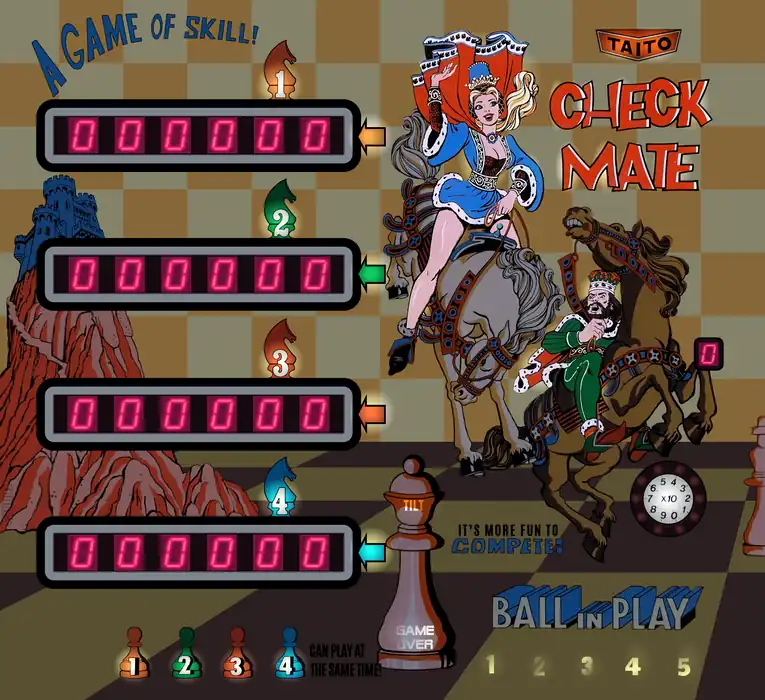 A GAME OF SKILL!
TAITO
CHECK
MATE
1
000000
2
000000
3
000000
4
000000
0
5 4
6 3
7 x10 2
8 1
9 0
TILT
IT'S MORE FUN TO
COMPETE!
BALL IN PLAY
GAME
OVER
1 2 3 4
CAN PLAY AT
THE SAME TIME!
1 2 3 4 5